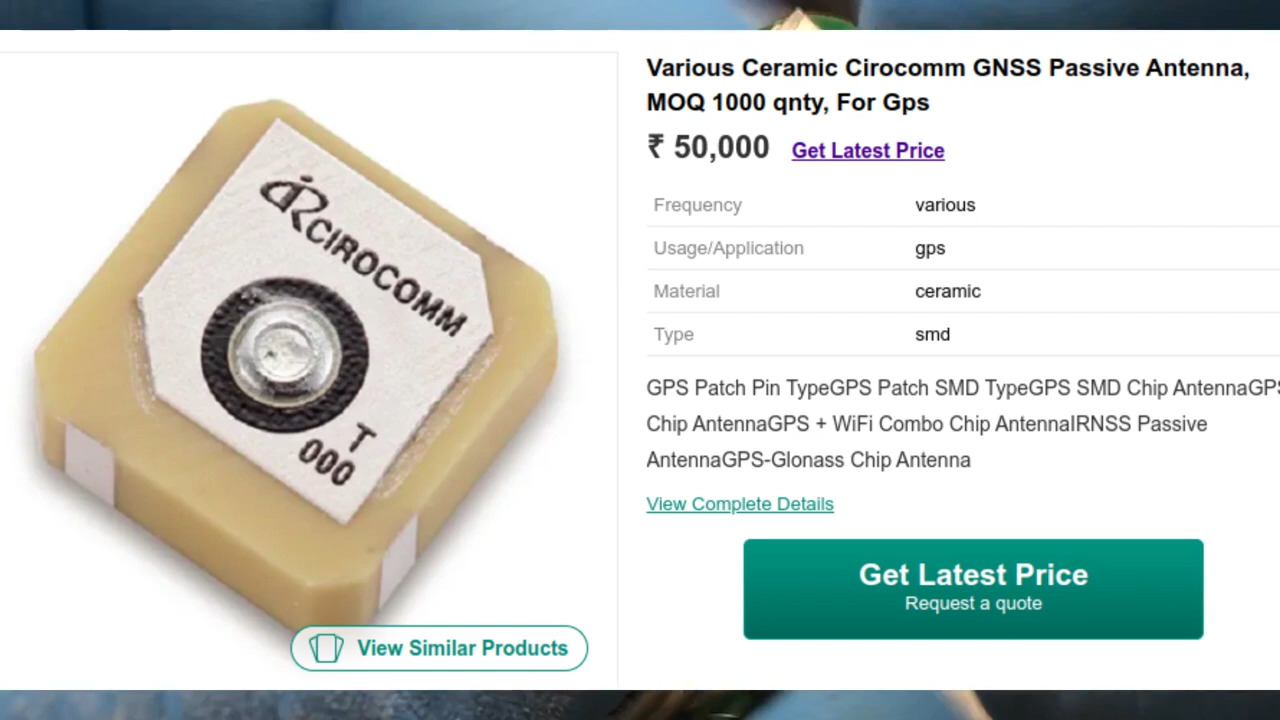 Various Ceramic Cirocomm GNSS Passive Antenna,
MOQ 1000 qnty, For Gps
₹ 50,000 Get Latest Price
Frequency various
Usage/Application gps
Material ceramic
Type smd
GPS Patch Pin TypeGPS Patch SMD TypeGPS SMD Chip AntennaGPS
Chip AntennaGPS + WiFi Combo Chip AntennaIRNSS Passive
AntennaGPS-Glonass Chip Antenna
View Complete Details
Get Latest Price
Request a quote
CIROCOMM
T
000
View Similar Products